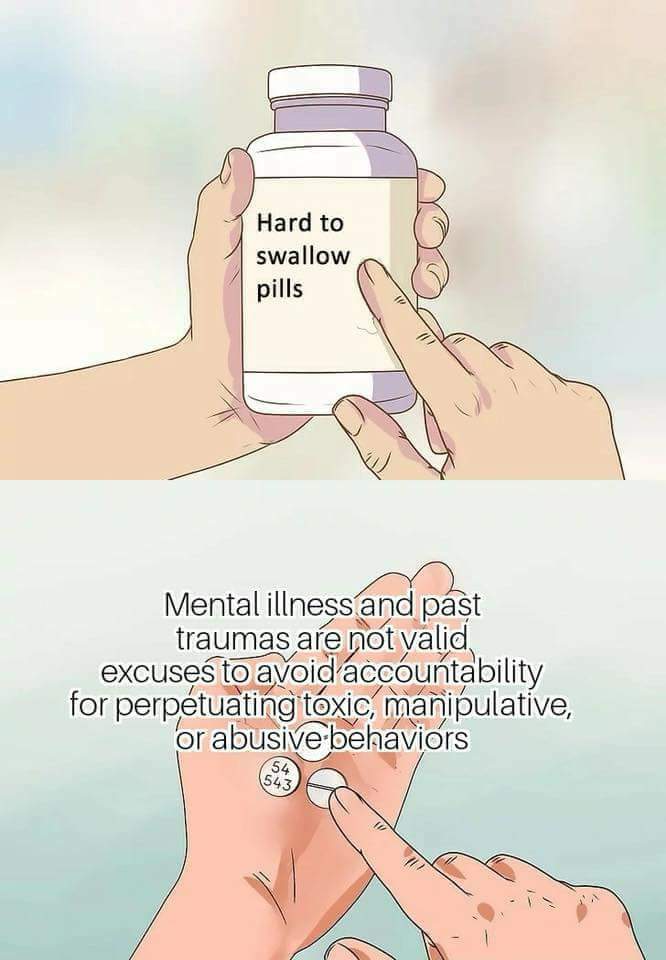 Hard to
swallow
pills
Mental illness and past
traumas are not valid
excuses to avoid accountability
for perpetuating toxic, manipulative,
or abusive behaviors
54
543